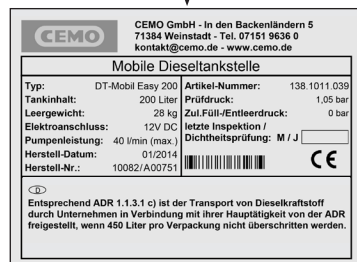 CEMO
CEMO GmbH - In den Backenländern 5
71384 Weinstadt - Tel. 07151 9636 0
kontakt@cemo.de - www.cemo.de
Mobile Dieseltankstelle
Typ: DT-Mobil Easy 200
Tankinhalt: 200 Liter
Leergewicht: 28 kg
Elektroanschluss: 12V DC
Pumpenleistung: 40 l/min (max.)
Herstell-Datum: 01/2014
Herstell-Nr.: 10082/ A00751
Artikel-Nummer: 138.1011.039
Prüfdruck: 1,05 bar
Zul.Füll-/Entleerdruck: 0 bar
letzte Inspektion /
Dichtheitsprüfung: M / J
CE
D
Entsprechend ADR 1.1.3.1 c) ist der Transport von Dieselkraftstoff
durch Unternehmen in Verbindung mit ihrer Hauptätigkeit von der ADR
freigestellt, wenn 450 Liter pro Verpackung nicht überschritten werden.